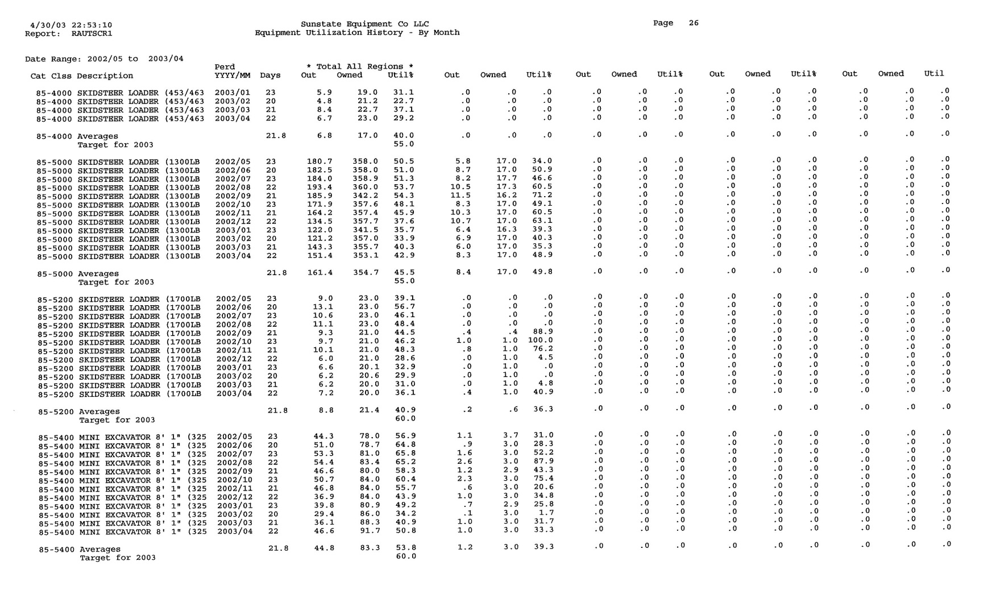 4/30/03 22:53:10 Sunstate Equipment Co LLC Page 26
Report: RAUTSCR1 Equipment Utilization History - By Month
Date Range: 2002/05 to 2003/04
Perd * Total All Regions *
Cat Clss Description YYYY/MM Days Out Owned Util% Out Owned Util% Out Owned Util% Out Owned Util% Out Owned Util
85-4000 SKIDSTEER LOADER (453/463 2003/01 23 5.9 19.0 31.1 .0 .0 .0 .0 .0 .0 .0 .0 .0 .0 .0 .0
85-4000 SKIDSTEER LOADER (453/463 2003/02 20 4.8 21.2 22.7 .0 .0 .0 .0 .0 .0 .0 .0 .0 .0 .0 .0
85-4000 SKIDSTEER LOADER (453/463 2003/03 21 8.4 22.7 37.1 .0 .0 .0 .0 .0 .0 .0 .0 .0 .0 .0 .0
85-4000 SKIDSTEER LOADER (453/463 2003/04 22 6.7 23.0 29.2 .0 .0 .0 .0 .0 .0 .0 .0 .0 .0 .0 .0
85-4000 Averages 21.8 6.8 17.0 40.0 .0 .0 .0 .0 .0 .0 .0 .0 .0 .0 .0 .0
Target for 2003 55.0
85-5000 SKIDSTEER LOADER (1300LB 2002/05 23 180.7 358.0 50.5 5.8 17.0 34.0 .0 .0 .0 .0 .0 .0 .0 .0 .0
85-5000 SKIDSTEER LOADER (1300LB 2002/06 20 182.5 358.0 51.0 8.7 17.0 50.9 .0 .0 .0 .0 .0 .0 .0 .0 .0
85-5000 SKIDSTEER LOADER (1300LB 2002/07 23 184.0 358.9 51.3 8.2 17.7 46.6 .0 .0 .0 .0 .0 .0 .0 .0 .0
85-5000 SKIDSTEER LOADER (1300LB 2002/08 22 193.4 360.0 53.7 10.5 17.3 60.5 .0 .0 .0 .0 .0 .0 .0 .0 .0
85-5000 SKIDSTEER LOADER (1300LB 2002/09 21 185.9 342.2 54.3 11.5 16.2 71.2 .0 .0 .0 .0 .0 .0 .0 .0 .0
85-5000 SKIDSTEER LOADER (1300LB 2002/10 23 171.9 357.6 48.1 8.3 17.0 49.1 .0 .0 .0 .0 .0 .0 .0 .0 .0
85-5000 SKIDSTEER LOADER (1300LB 2002/11 21 164.2 357.4 45.9 10.3 17.0 60.5 .0 .0 .0 .0 .0 .0 .0 .0 .0
85-5000 SKIDSTEER LOADER (1300LB 2002/12 22 134.5 357.7 37.6 10.7 17.0 63.1 .0 .0 .0 .0 .0 .0 .0 .0 .0
85-5000 SKIDSTEER LOADER (1300LB 2003/01 23 122.0 341.5 35.7 6.4 16.3 39.3 .0 .0 .0 .0 .0 .0 .0 .0 .0
85-5000 SKIDSTEER LOADER (1300LB 2003/02 20 121.2 357.0 33.9 6.9 17.0 40.3 .0 .0 .0 .0 .0 .0 .0 .0 .0
85-5000 SKIDSTEER LOADER (1300LB 2003/03 21 143.3 355.7 40.3 6.0 17.0 35.3 .0 .0 .0 .0 .0 .0 .0 .0 .0
85-5000 SKIDSTEER LOADER (1300LB 2003/04 22 151.4 353.1 42.9 8.3 17.0 48.9 .0 .0 .0 .0 .0 .0 .0 .0 .0
85-5000 Averages 21.8 161.4 354.7 45.5 8.4 17.0 49.8 .0 .0 .0 .0 .0 .0 .0 .0 .0
Target for 2003 55.0
85-5200 SKIDSTEER LOADER (1700LB 2002/05 23 9.0 23.0 39.1 .0 .0 .0 .0 .0 .0 .0 .0 .0 .0 .0 .0
85-5200 SKIDSTEER LOADER (1700LB 2002/06 20 13.1 23.0 56.7 .0 .0 .0 .0 .0 .0 .0 .0 .0 .0 .0 .0
85-5200 SKIDSTEER LOADER (1700LB 2002/07 23 10.6 23.0 46.1 .0 .0 .0 .0 .0 .0 .0 .0 .0 .0 .0 .0
85-5200 SKIDSTEER LOADER (1700LB 2002/08 22 11.1 23.0 48.4 .0 .0 .0 .0 .0 .0 .0 .0 .0 .0 .0 .0
85-5200 SKIDSTEER LOADER (1700LB 2002/09 21 9.3 21.0 44.5 .4 .4 88.9 .0 .0 .0 .0 .0 .0 .0 .0 .0
85-5200 SKIDSTEER LOADER (1700LB 2002/10 23 9.7 21.0 46.2 1.0 1.0 100.0 .0 .0 .0 .0 .0 .0 .0 .0 .0
85-5200 SKIDSTEER LOADER (1700LB 2002/11 21 10.1 21.0 48.3 .8 1.0 76.2 .0 .0 .0 .0 .0 .0 .0 .0 .0
85-5200 SKIDSTEER LOADER (1700LB 2002/12 22 6.0 21.0 28.6 .0 1.0 4.5 .0 .0 .0 .0 .0 .0 .0 .0 .0
85-5200 SKIDSTEER LOADER (1700LB 2003/01 23 6.6 20.1 32.9 .0 1.0 .0 .0 .0 .0 .0 .0 .0 .0 .0 .0
85-5200 SKIDSTEER LOADER (1700LB 2003/02 20 6.2 20.6 29.9 .0 1.0 .0 .0 .0 .0 .0 .0 .0 .0 .0 .0
85-5200 SKIDSTEER LOADER (1700LB 2003/03 21 6.2 20.0 31.0 .0 1.0 4.8 .0 .0 .0 .0 .0 .0 .0 .0 .0
85-5200 SKIDSTEER LOADER (1700LB 2003/04 22 7.2 20.0 36.1 .4 1.0 40.9 .0 .0 .0 .0 .0 .0 .0 .0 .0
85-5200 Averages 21.8 8.8 21.4 40.9 .2 .6 36.3 .0 .0 .0 .0 .0 .0 .0 .0 .0
Target for 2003 60.0
85-5400 MINI EXCAVATOR 8' 1" (325 2002/05 23 44.3 78.0 56.9 1.1 3.7 31.0 .0 .0 .0 .0 .0 .0 .0 .0 .0
85-5400 MINI EXCAVATOR 8' 1" (325 2002/06 20 51.0 78.7 64.8 .9 3.0 28.3 .0 .0 .0 .0 .0 .0 .0 .0 .0
85-5400 MINI EXCAVATOR 8' 1" (325 2002/07 23 53.3 81.0 65.8 1.6 3.0 52.2 .0 .0 .0 .0 .0 .0 .0 .0 .0
85-5400 MINI EXCAVATOR 8' 1" (325 2002/08 22 54.4 83.4 65.2 2.6 3.0 87.9 .0 .0 .0 .0 .0 .0 .0 .0 .0
85-5400 MINI EXCAVATOR 8' 1" (325 2002/09 21 46.6 80.0 58.3 1.2 2.9 43.3 .0 .0 .0 .0 .0 .0 .0 .0 .0
85-5400 MINI EXCAVATOR 8' 1" (325 2002/10 23 50.7 84.0 60.4 2.3 3.0 75.4 .0 .0 .0 .0 .0 .0 .0 .0 .0
85-5400 MINI EXCAVATOR 8' 1" (325 2002/11 21 46.8 84.0 55.7 .6 3.0 20.6 .0 .0 .0 .0 .0 .0 .0 .0 .0
85-5400 MINI EXCAVATOR 8' 1" (325 2002/12 22 36.9 84.0 43.9 1.0 3.0 34.8 .0 .0 .0 .0 .0 .0 .0 .0 .0
85-5400 MINI EXCAVATOR 8' 1" (325 2003/01 23 39.8 80.9 49.2 .7 2.9 25.8 .0 .0 .0 .0 .0 .0 .0 .0 .0
85-5400 MINI EXCAVATOR 8' 1" (325 2003/02 20 29.4 86.0 34.2 .1 3.0 1.7 .0 .0 .0 .0 .0 .0 .0 .0 .0
85-5400 MINI EXCAVATOR 8' 1" (325 2003/03 21 36.1 88.3 40.9 1.0 3.0 31.7 .0 .0 .0 .0 .0 .0 .0 .0 .0
85-5400 MINI EXCAVATOR 8' 1" (325 2003/04 22 46.6 91.7 50.8 1.0 3.0 33.3 .0 .0 .0 .0 .0 .0 .0 .0 .0
85-5400 Averages 21.8 44.8 83.3 53.8 1.2 3.0 39.3 .0 .0 .0 .0 .0 .0 .0 .0 .0
Target for 2003 60.0